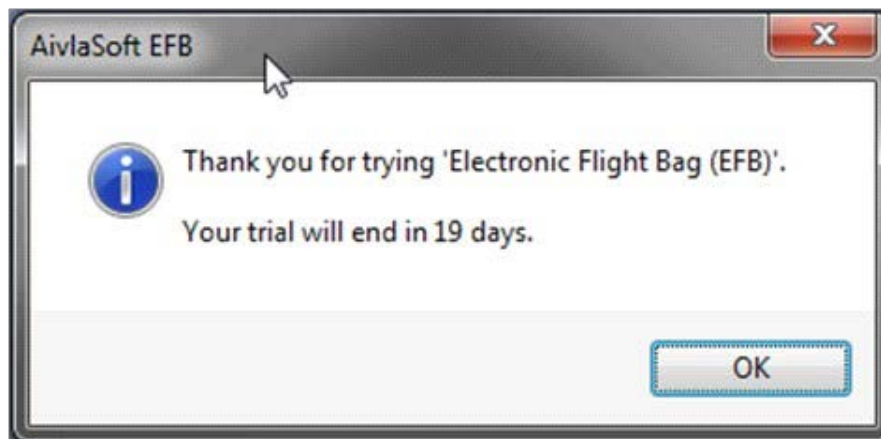 AivlaSoft EFB
Thank you for trying 'Electronic Flight Bag (EFB)'.
Your trial will end in 19 days.
OK